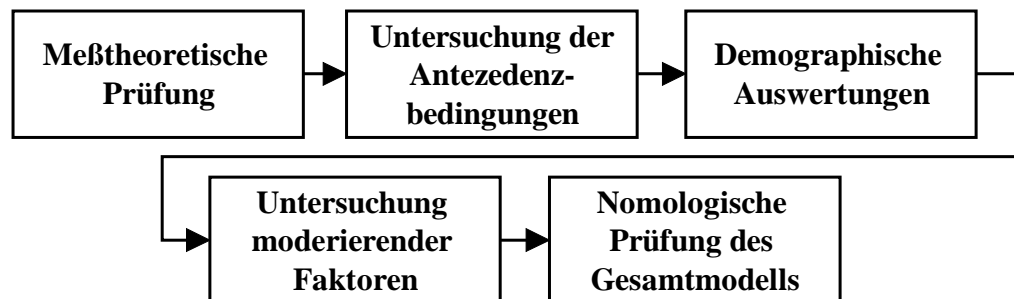 Meßtheoretische
Prüfung
Untersuchung der
Antezedenz-
bedingungen
Demographische
Auswertungen
Untersuchung
moderierender
Faktoren
Nomologische
Prüfung des
Gesamtmodells